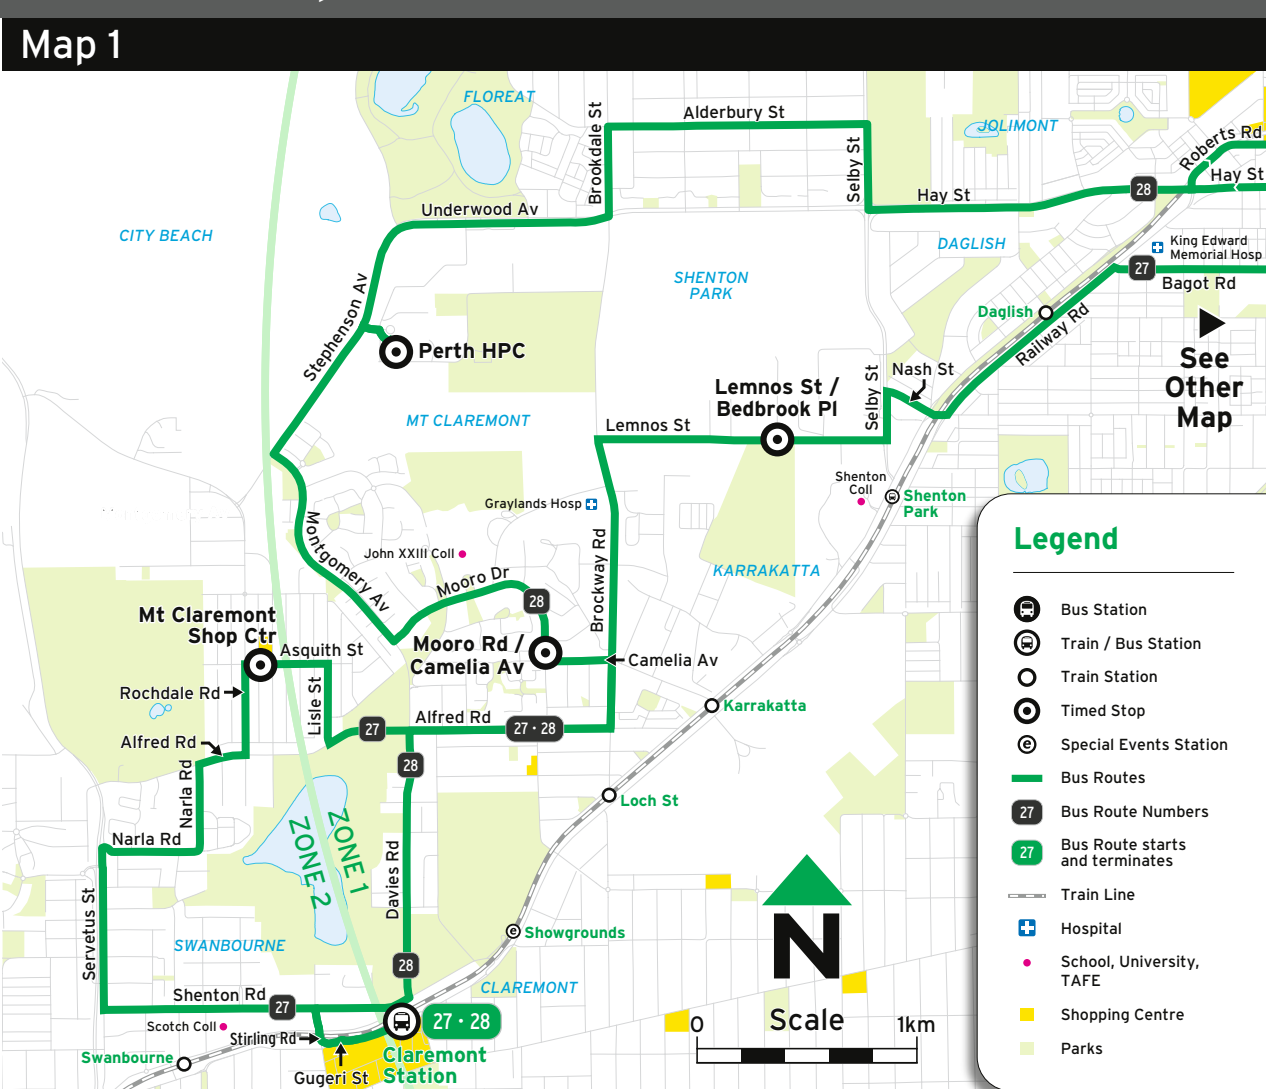 Map 1
FLOREAT
Alderbury St
Brookdale St
Selby St
JOLIMONT
Roberts Rd
Hay St
Hay St
28
Underwood Av
CITY BEACH
DAGLISH
King Edward
Memorial Hosp
27
Bagot Rd
SHENTON
PARK
Stephenson Av
Daglish
Railway Rd
Perth HPC
See
Other
Map
Nash St
Lemnos St /
Bedbrook Pl
Selby St
MT CLAREMONT
Lemnos St
Shenton
Coll
Shenton
Park
Graylands Hosp
Montgomery Av
John XXIII Coll
Mooro Dr
28
Brockway Rd
KARRAKATTA
Mt Claremont
Shop Ctr
Asquith St
Mooro Rd /
Camelia Av
Camelia Av
Rochdale Rd
Lisle St
Karrakatta
Alfred Rd
27
Alfred Rd
27 · 28
28
Narla Rd
Loch St
ZONE 1
ZONE 2
Narla Rd
Davies Rd
Servetus St
SWANBOURNE
Showgrounds
28
CLAREMONT
Shenton Rd
27
Scotch Coll
Stirling Rd
27 · 28
Swanbourne
Claremont
Station
Gugeri St
N
0
Scale
1km
Legend
Bus Station
Train / Bus Station
Train Station
Timed Stop
e
Special Events Station
Bus Routes
27
Bus Route Numbers
27
Bus Route starts
and terminates
Train Line
Hospital
School, University,
TAFE
Shopping Centre
Parks